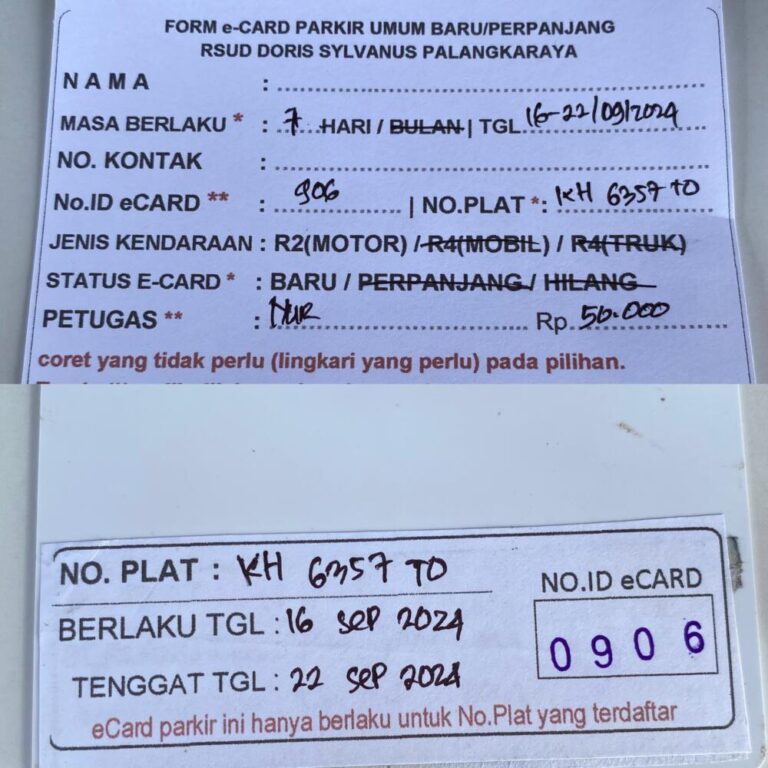 FORM e-CARD PARKIR UMUM BARU/PERPANJANG
RSUD DORIS SYLVANUS PALANGKARAYA
NAMA :
MASA BERLAKU * : 7 HARI / BULAN | TGL 16-22/09/2024
NO. KONTAK :
No.ID eCARD ** : 906 | NO.PLAT *: KH 6357 TO
JENIS KENDARAAN : R2(MOTOR) / R4(MOBIL) / R4(TRUK)
STATUS E-CARD * : BARU / PERPANJANG / HILANG
PETUGAS ** : NUR Rp. 50.000
coret yang tidak perlu (lingkari yang perlu) pada pilihan.
NO. PLAT : KH 6357 TO
NO.ID eCARD
BERLAKU TGL : 16 SEP 2024
0906
TENGGAT TGL : 22 SEP 2024
eCard parkir ini hanya berlaku untuk No.Plat yang terdaftar